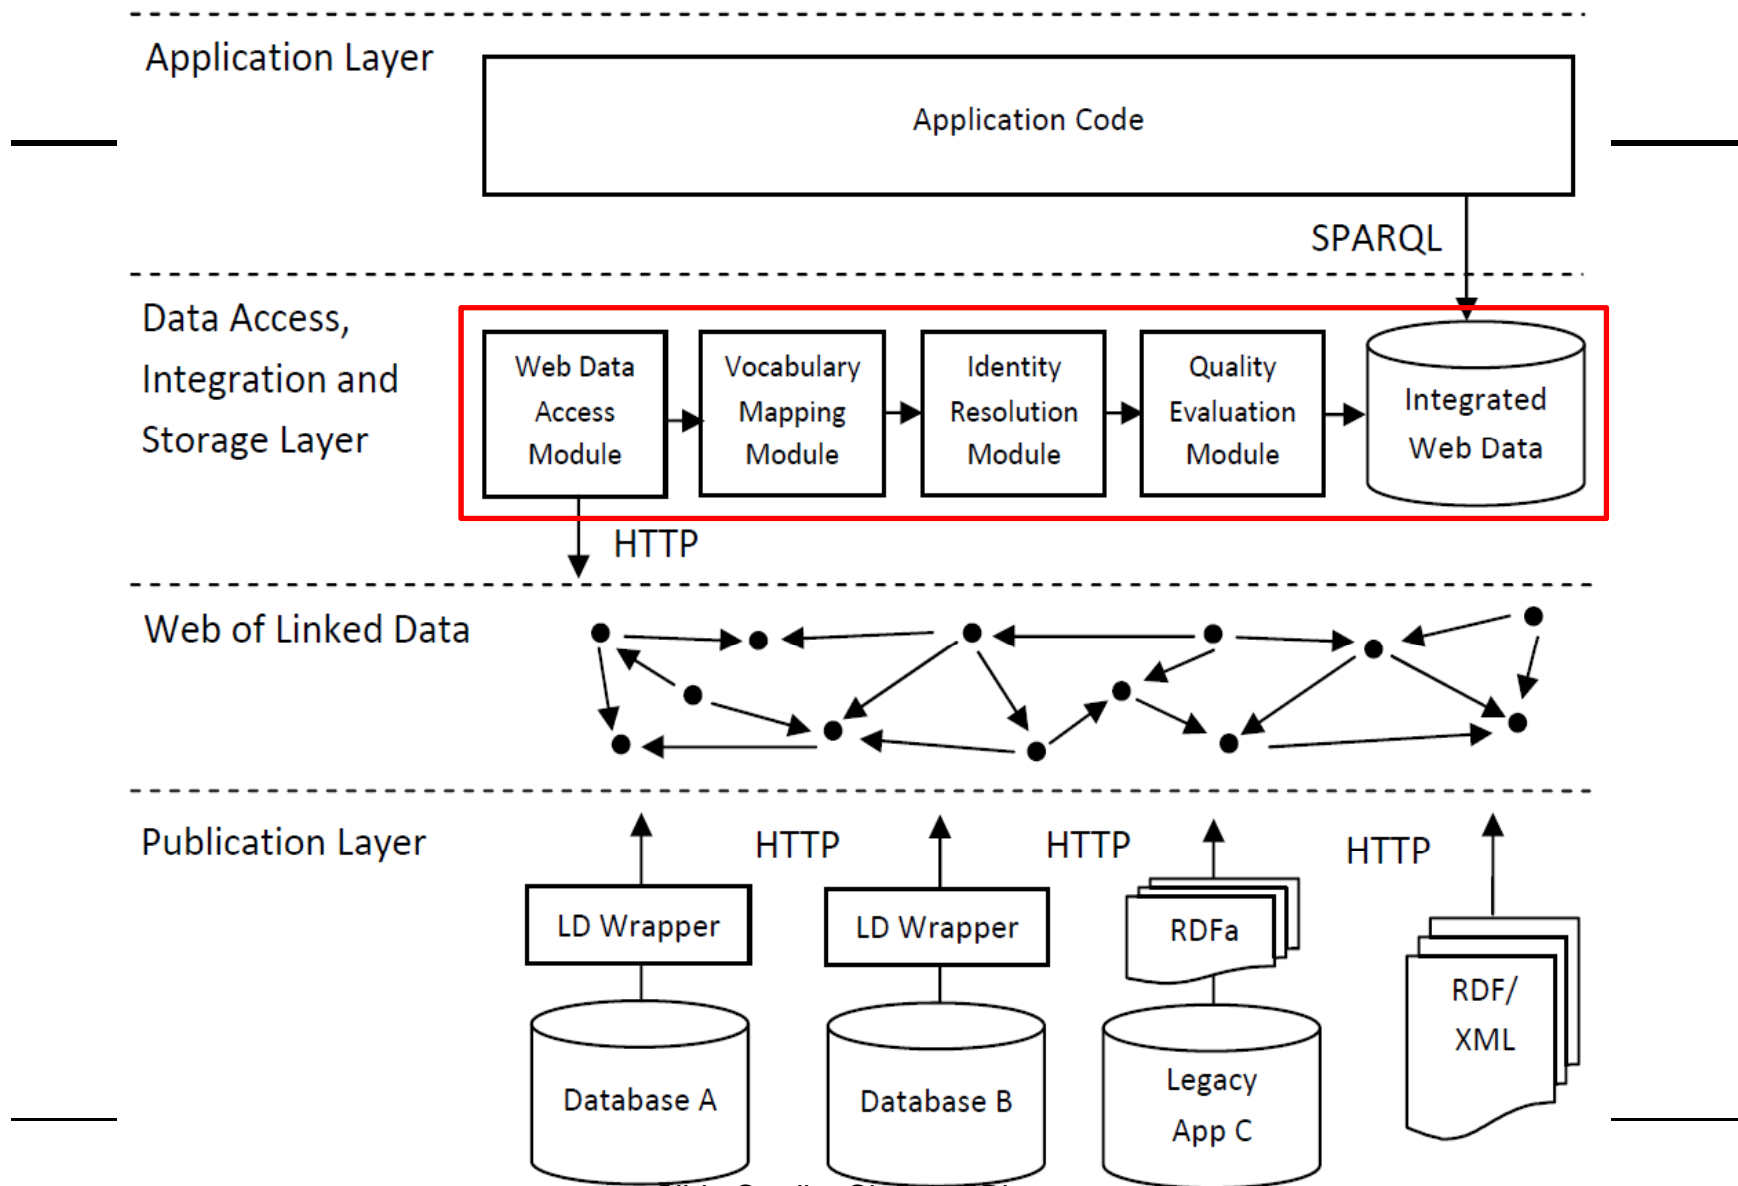 Application Layer
Application Code
SPARQL
Data Access,
Integration and
Storage Layer
Web Data
Access
Module
Vocabulary
Mapping
Module
Identity
Resolution
Module
Quality
Evaluation
Module
Integrated
Web Data
HTTP
Web of Linked Data
Publication Layer
HTTP
HTTP
HTTP
LD Wrapper
LD Wrapper
RDFa
RDF/
XML
Database A
Database B
Legacy
App C